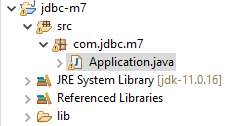 jdbc-m7
src
com.jdbc.m7
Application.java
JRE System Library [jdk-11.0.16]
Referenced Libraries
lib